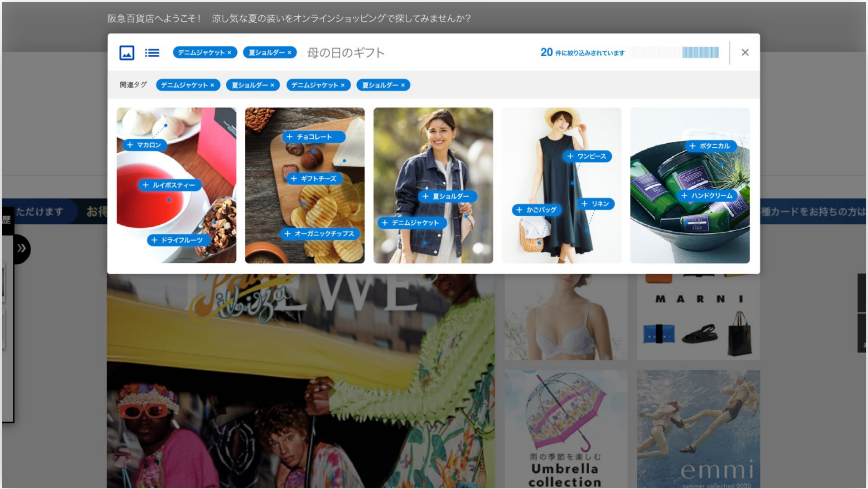 阪急百貨店へようこそ! 涼し気な夏の装いをオンラインショッピングで探してみませんか?
デニムジャケット × 夏ショルダー × 母の日のギフト 20 件に絞り込みされています ×
関連タグ デニムジャケット × 夏ショルダー × デニムジャケット × 夏ショルダー ×
+ マカロン
+ ルイボスティー
+ ドライフルーツ
+ チョコレート
+ ギフトチーズ
+ オーガニックチップス
+ 夏ショルダー
+ デニムジャケット
+ ワンピース
+ リネン
+ かごバッグ
+ ボタニカル
+ ハンドクリーム
ただけます
お得
種カードをお持ちの方は
歴
»
Paula's
Ibiza
EWE
MARNI
雨の季節を楽しむ
Umbrella
collection
emmi
summer collection 2020